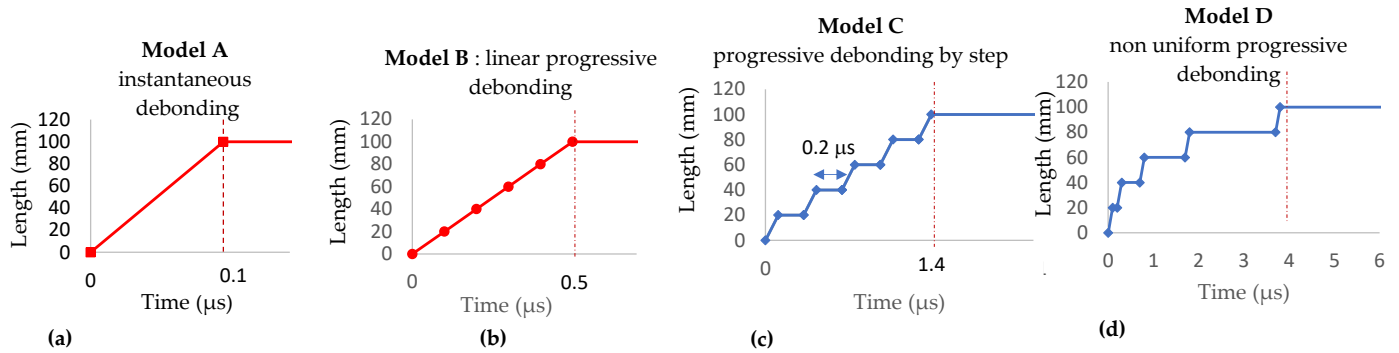 Model A
instantaneous
debonding
Length (mm)
120
100
80
60
40
20
0
0
0.1
Time (µs)
(a)
Model B : linear progressive
debonding
Length (mm)
120
100
80
60
40
20
0
0
0.5
Time (µs)
(b)
Model C
progressive debonding by step
Length (mm)
120
100
80
60
40
20
0
0.2 µs
0
1.4
Time (µs)
(c)
Model D
non uniform progressive
debonding
Length (mm)
120
100
80
60
40
20
0
0 1 2 3 4 5 6
Time (µs)
(d)